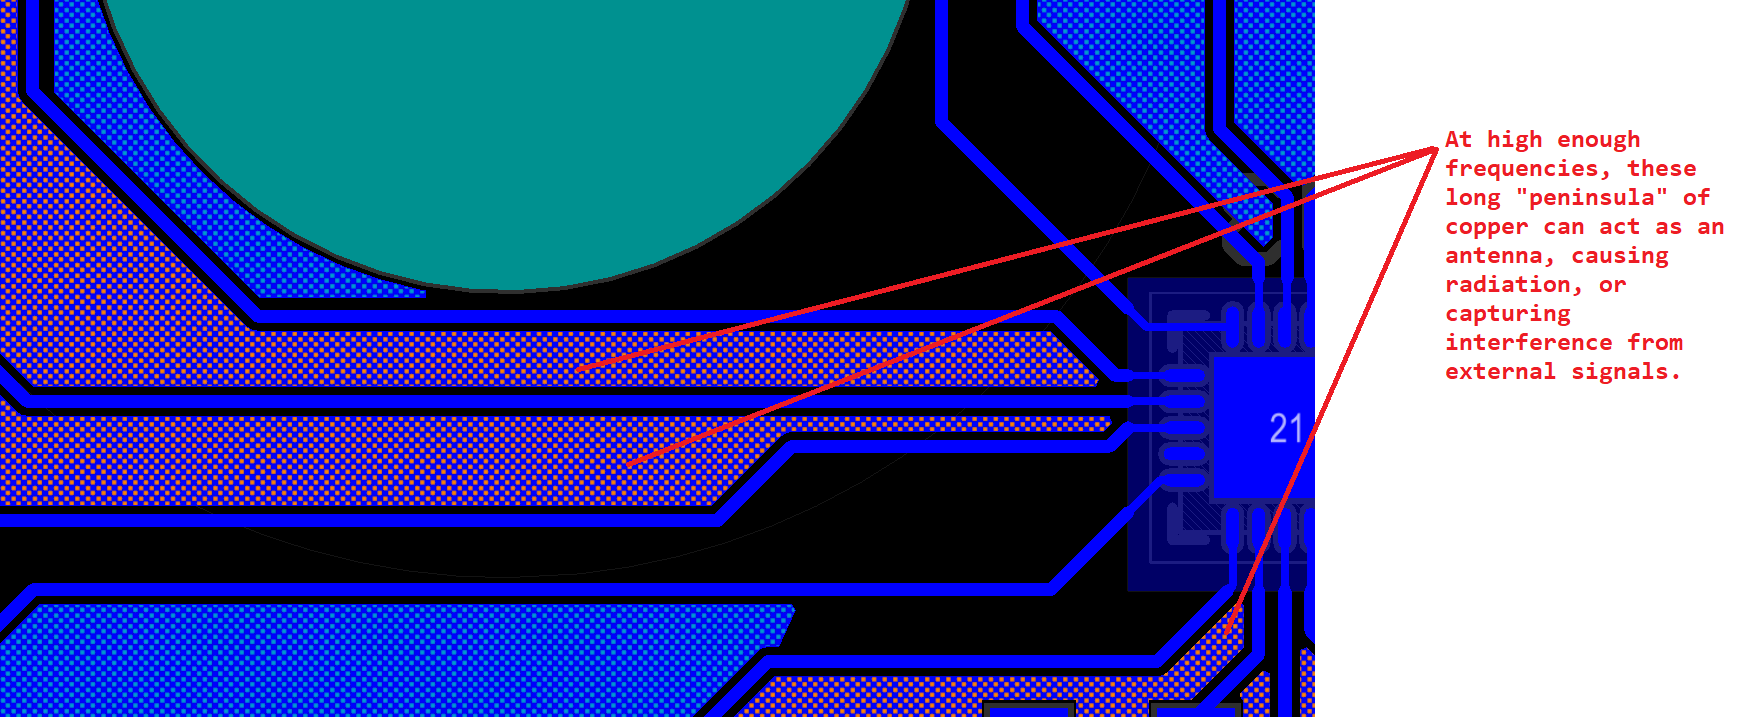 At high enough
frequencies, these
long "peninsula" of
copper can act as an
antenna, causing
radiation, or
capturing
interference from
external signals.
21